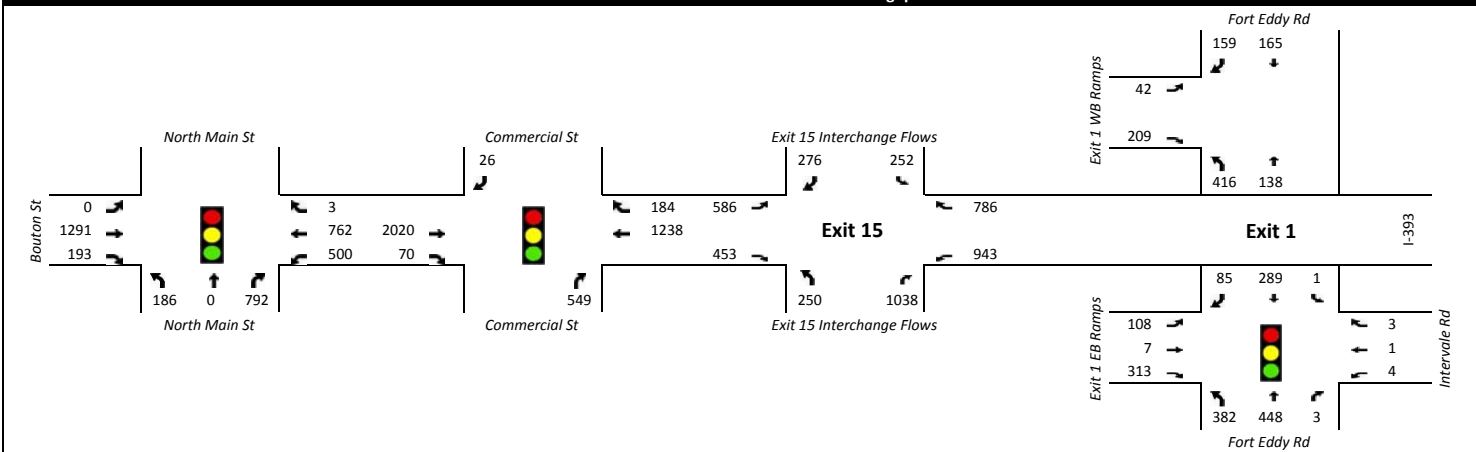 Fort Eddy Rd
159 165
Exit 1 WB Ramps
42
209
416 138
North Main St
Commercial St
Exit 15 Interchange Flows
26
276 252
Bouton St
0
1291
193
3
762
500
2020
70
184
1238
586
453
Exit 15
786
943
Exit 1
I-393
186 0 792
549
250 1038
North Main St
Commercial St
Exit 15 Interchange Flows
85 289 1
Exit 1 EB Ramps
108
7
313
3
1
4
Intervale Rd
382 448 3
Fort Eddy Rd